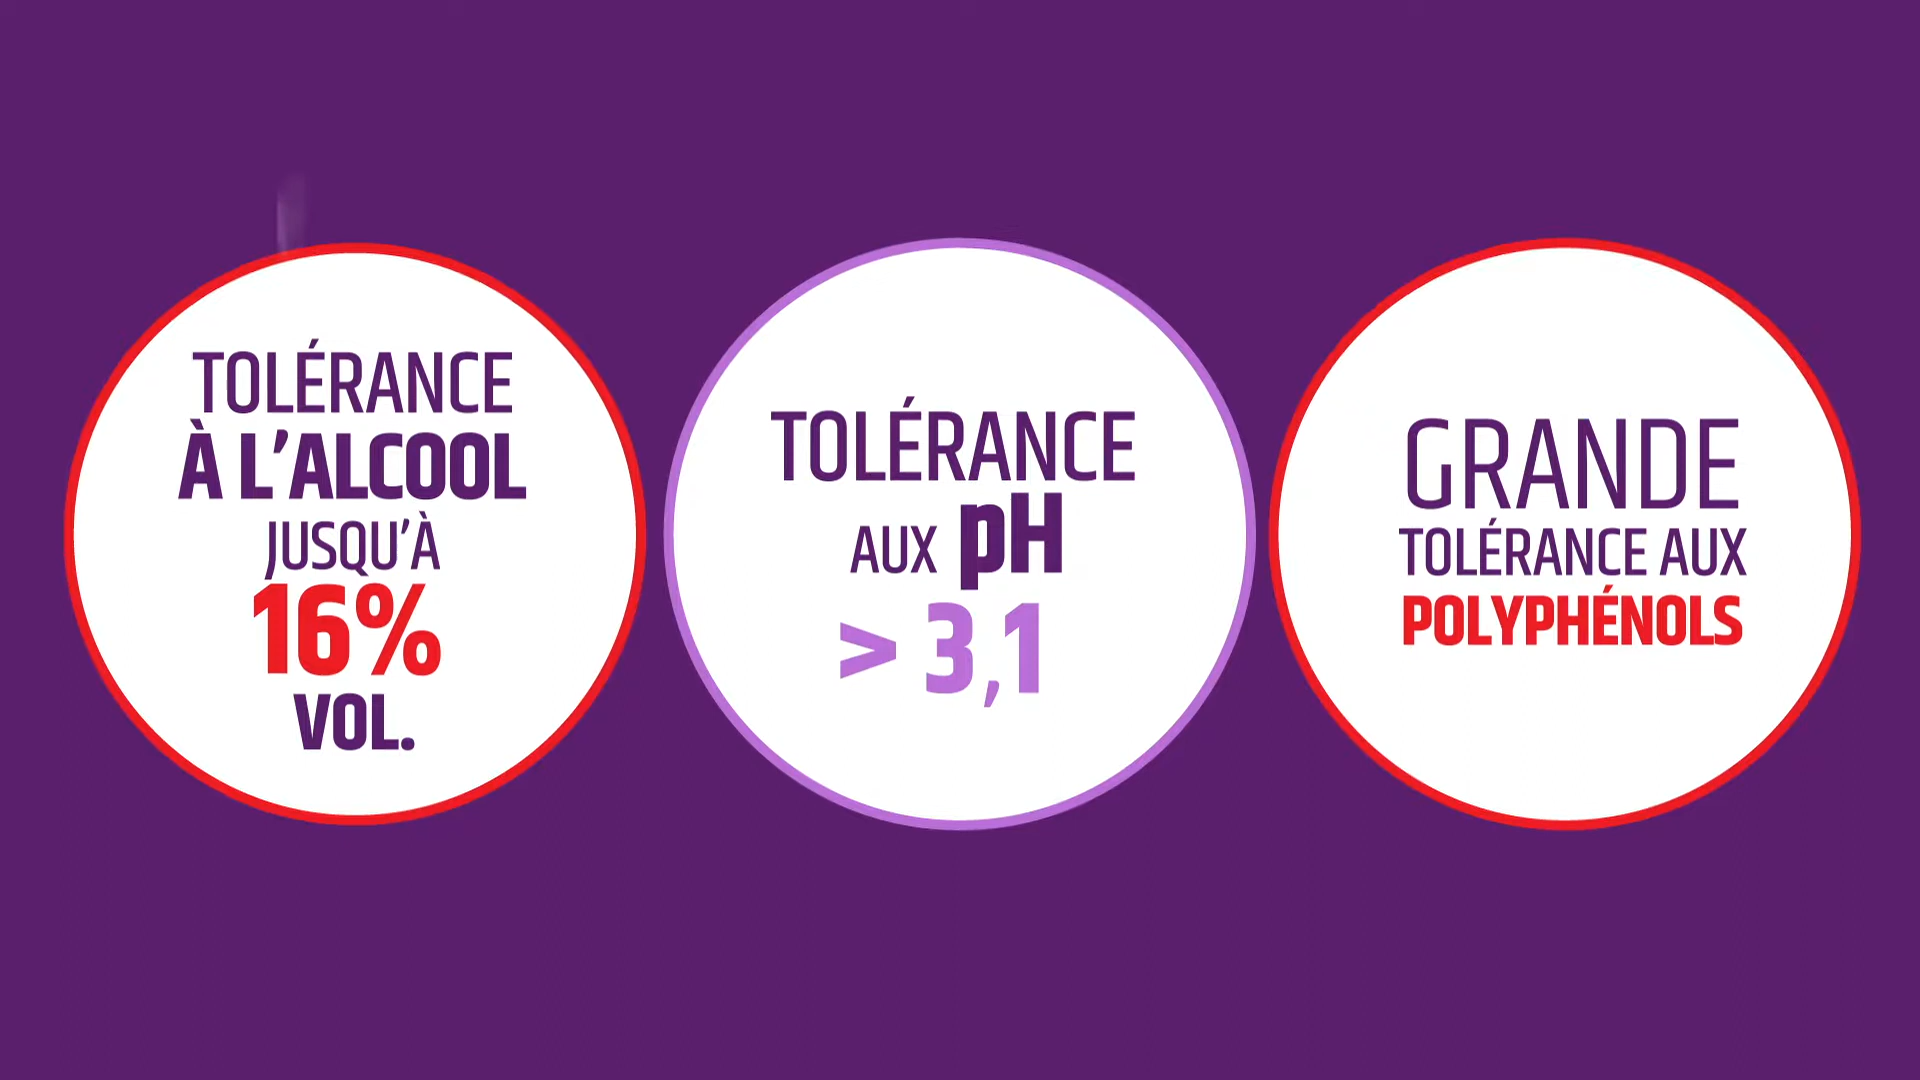 TOLÉRANCE
À L’ALCOOL
JUSQU’À
16%
VOL.
TOLÉRANCE
AUX pH
> 3,1
GRANDE
TOLÉRANCE AUX
POLYPHÉNOLS